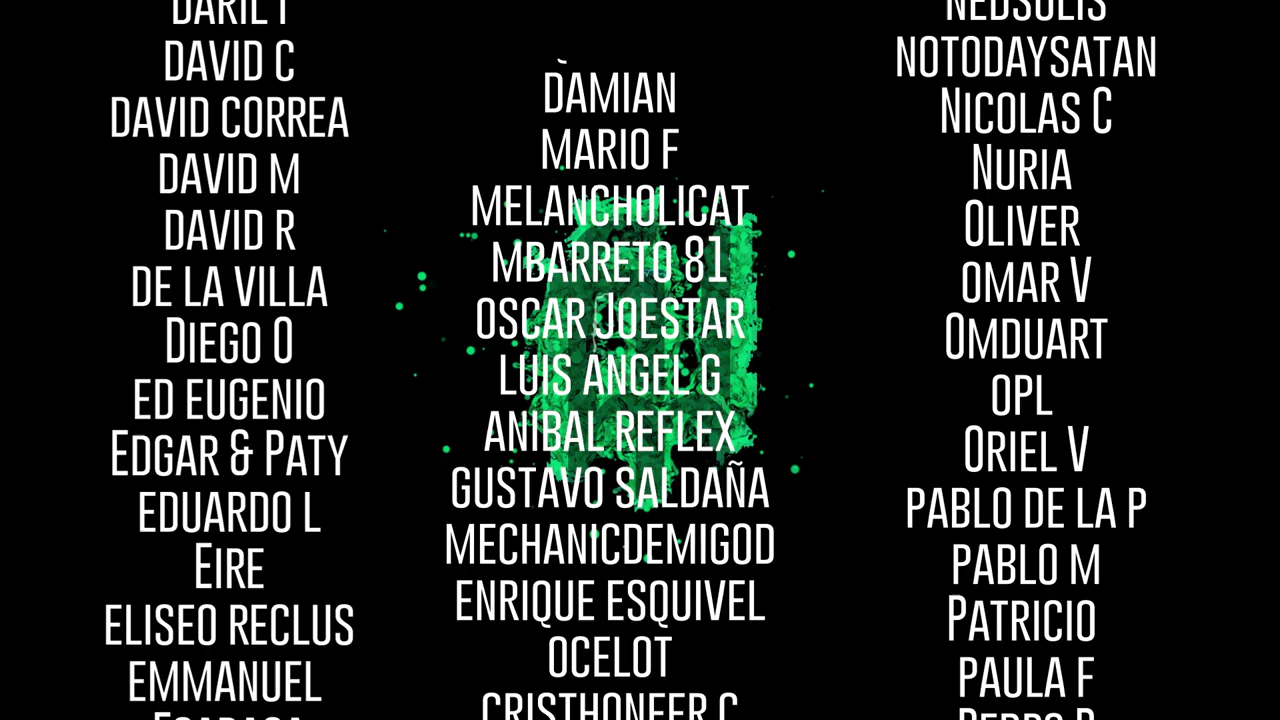 DAVID C
DAVID CORREA
DAVID M
DAVID R
DE LA VILLA
Diego O
ED EUGENIO
Edgar & Paty
EDUARDO L
Eire
ELISEO RECLUS
EMMANUEL
DAMIAN
MARIO F
MELANCHOLICAT
MBARRETO 81
OSCAR JOESTAR
LUIS ANGEL G
ANIBAL REFLEX
GUSTAVO SALDAÑA
MECHANICDEMIGOD
ENRIQUE ESQUIVEL
OCELOT
CRISTHONFER C
NEDSOLIS
NOTODAYSATAN
Nicolas C
Nuria
Oliver
OMAR V
Omduart
OPL
Oriel V
PABLO DE LA P
PABLO M
Patricio
PAULA F